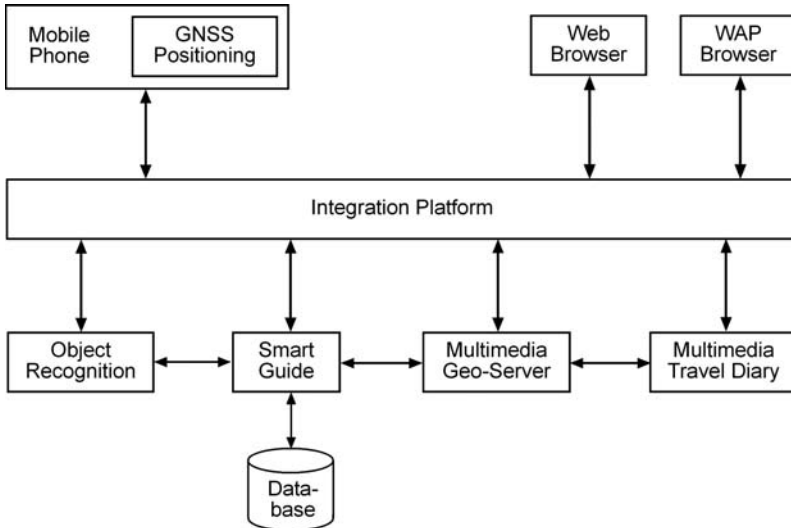 Mobile
Phone
GNSS
Positioning
Web
Browser
WAP
Browser
Integration Platform
Object
Recognition
Smart
Guide
Multimedia
Geo-Server
Multimedia
Travel Diary
Data-
base